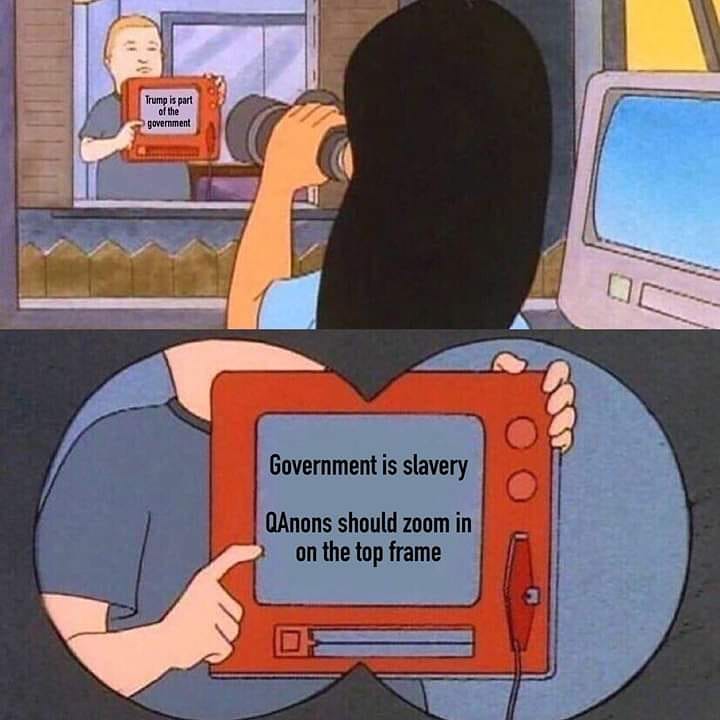 Trump is part
of the
government
Government is slavery
QAnons should zoom in
on the top frame